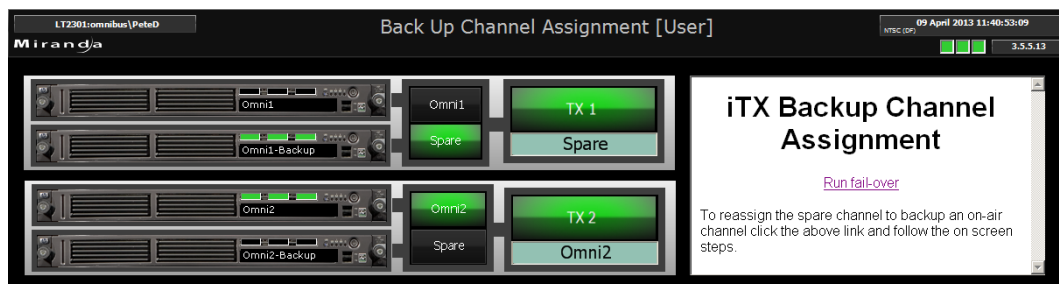 LT2301:omnibus\PeteD
Miranda
Back Up Channel Assignment [User]
09 April 2013 11:40:53:09
NTSC (DF)
3.5.5.13
Omni1
Omni1-Backup
Omni1
Spare
TX 1
Spare
Omni2
Omni2-Backup
Omni2
Spare
TX 2
Omni2
iTX Backup Channel
Assignment
Run fail-over
To reassign the spare channel to backup an on-air
channel click the above link and follow the on screen
steps.